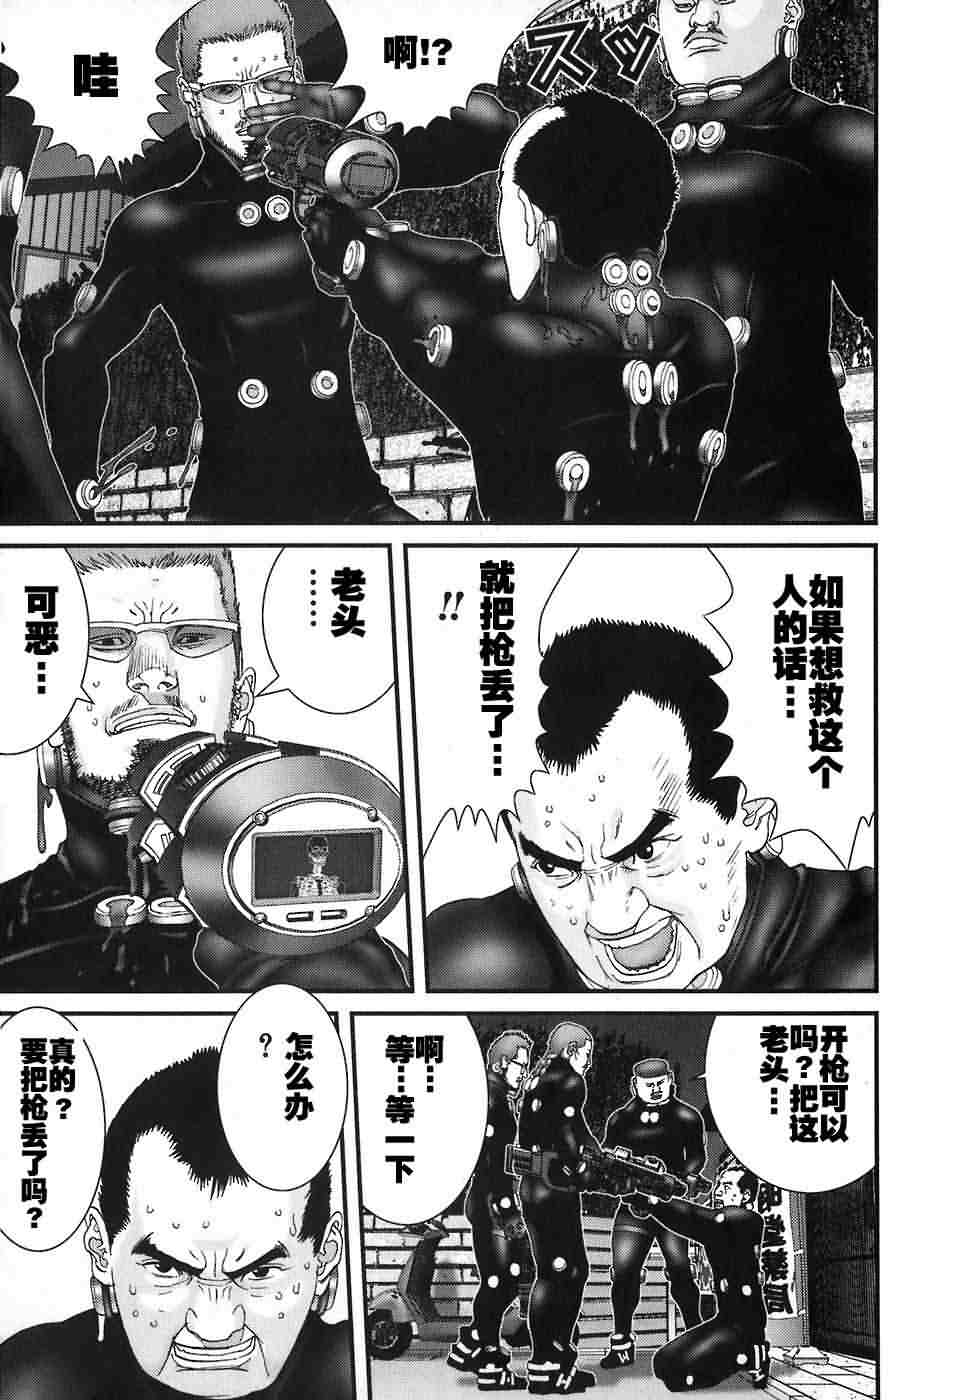 スッ
啊!?
哇
如果想救这个
人的话…
就把枪丢了…
!!
老头
……
可恶…
开枪可以
吗?把这
老头…
啊…
等…等一下
怎么办
?
真的?
要把枪丢了吗?